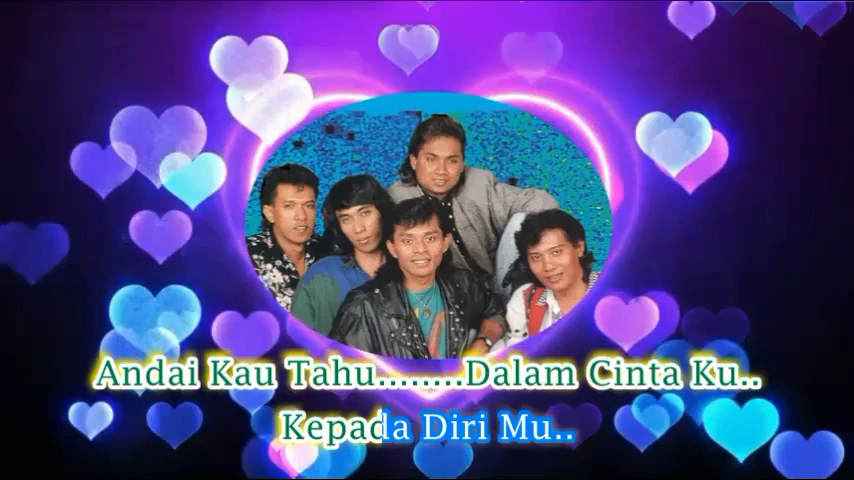 Andai Kau Tahu........Dalam Cinta Ku..
Kepada Diri Mu..